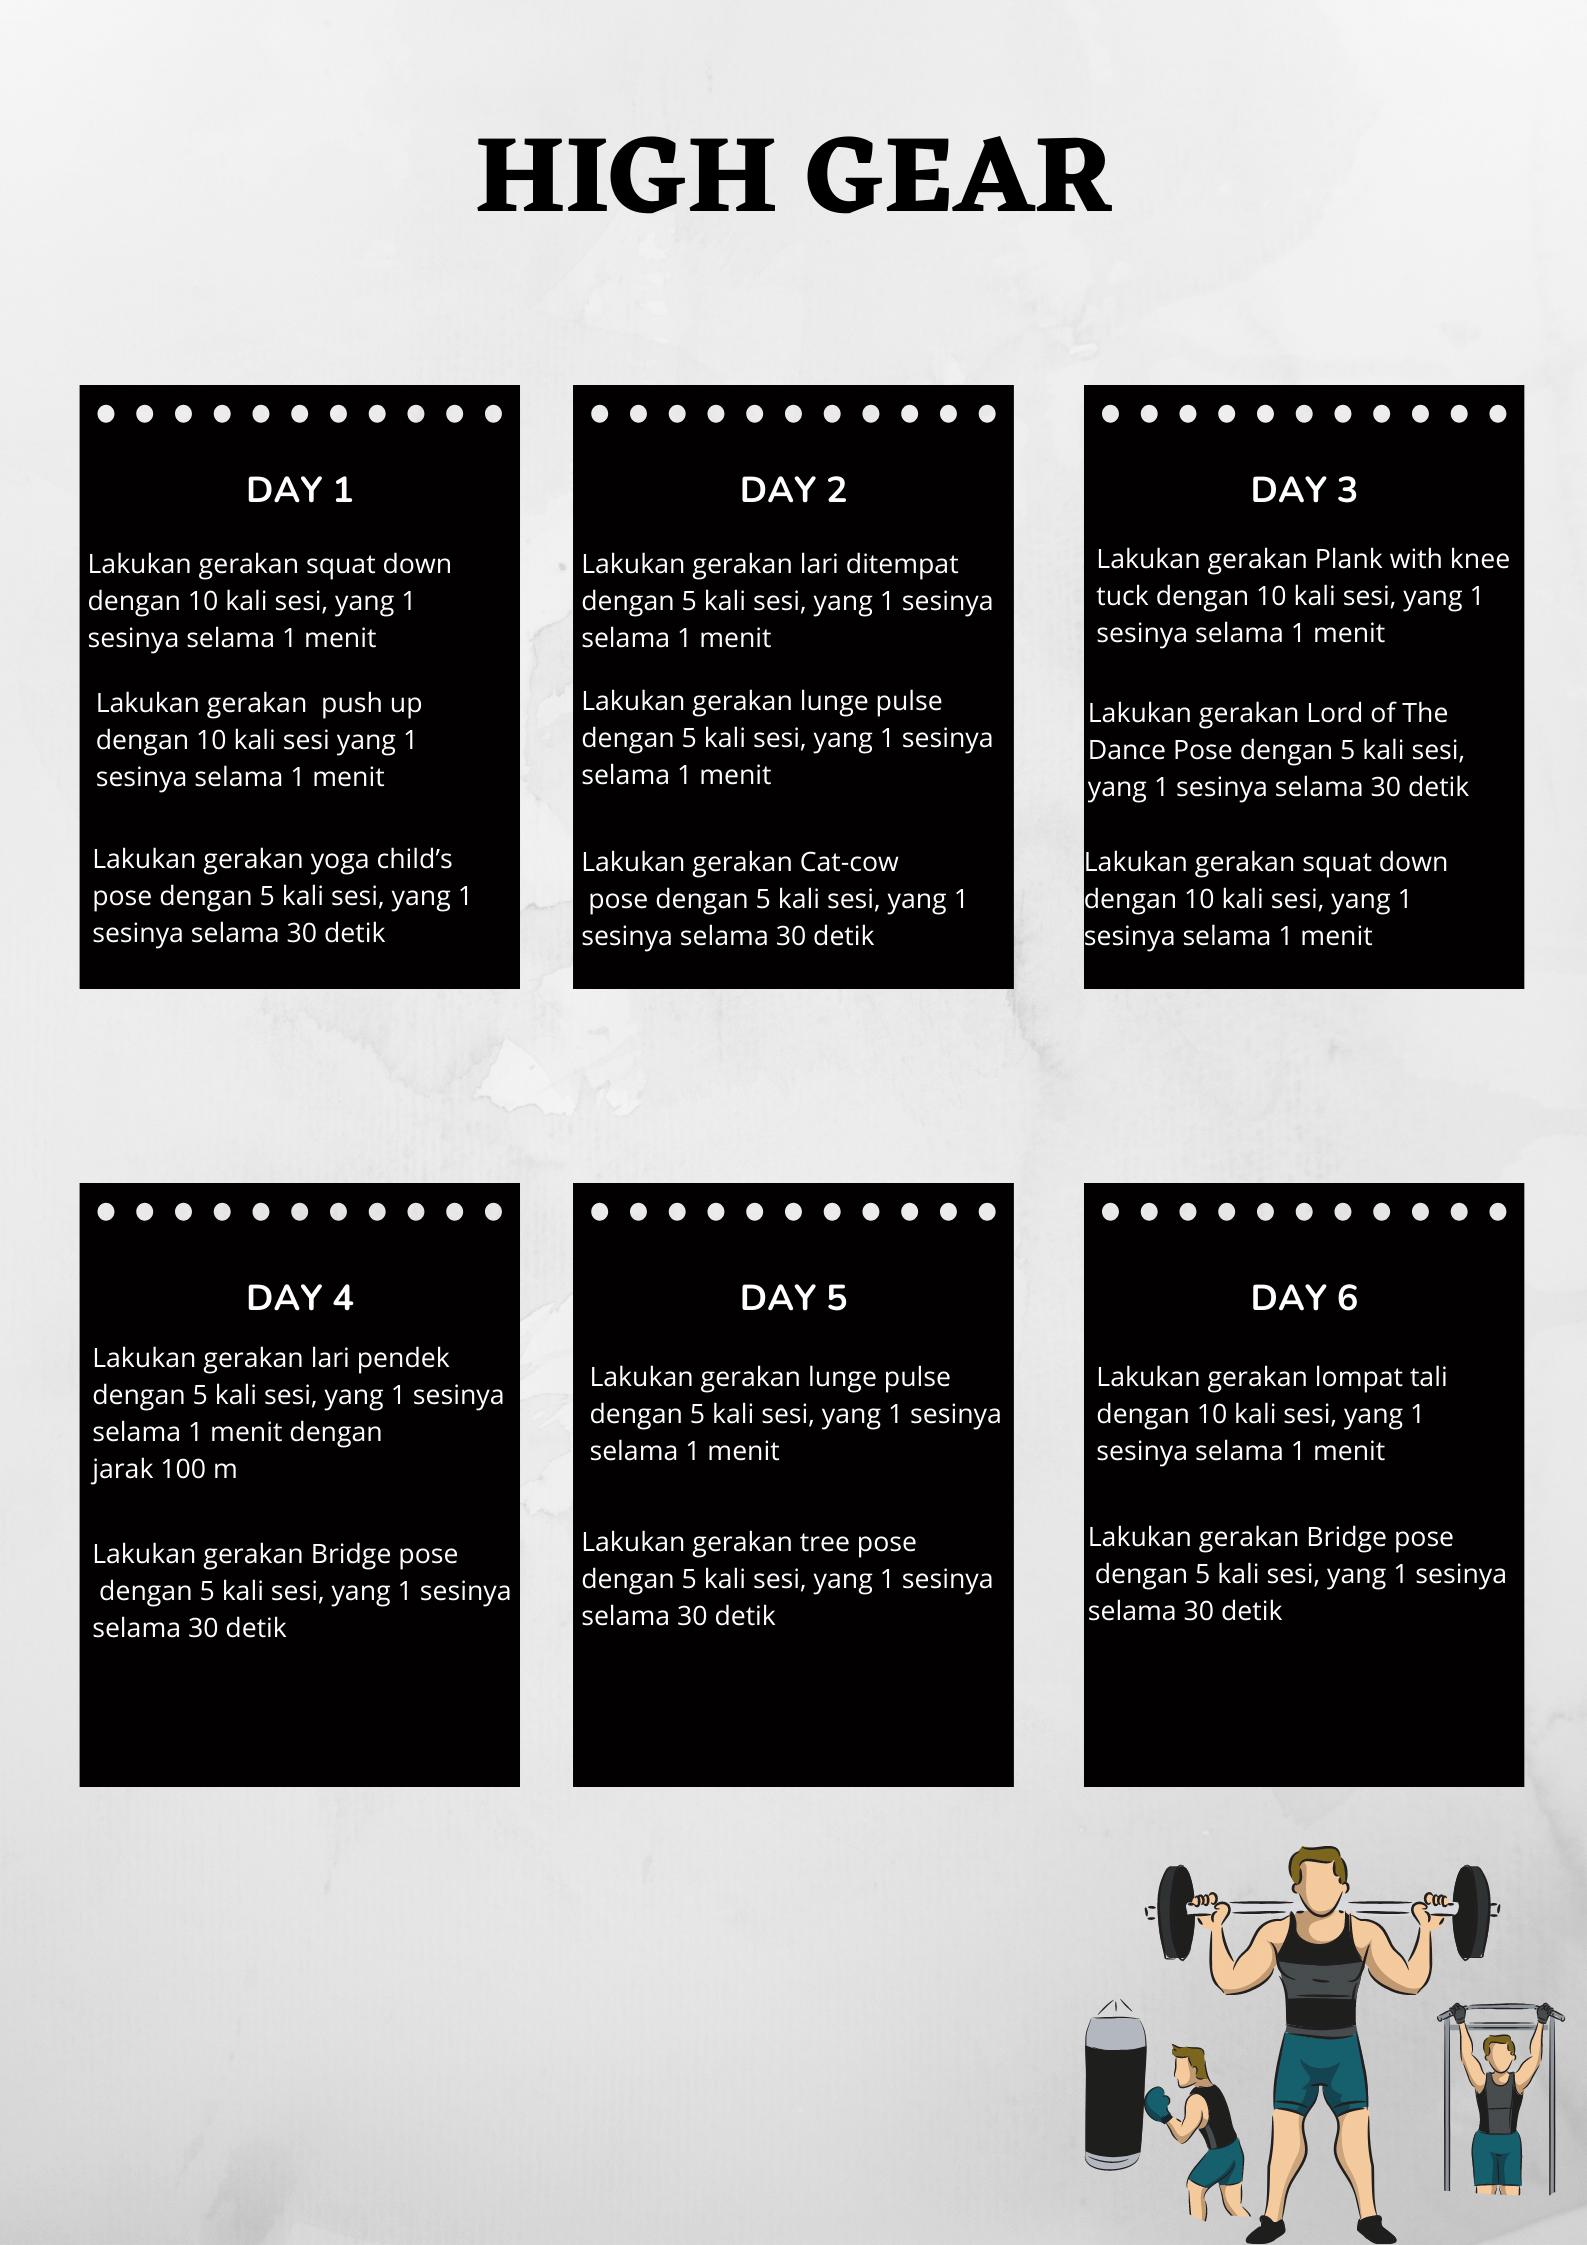 HIGH GEAR
DAY 1
Lakukan gerakan squat down
dengan 10 kali sesi, yang 1
sesinya selama 1 menit
Lakukan gerakan  push up
dengan 10 kali sesi yang 1
sesinya selama 1 menit
Lakukan gerakan yoga child’s
pose dengan 5 kali sesi, yang 1
sesinya selama 30 detik
DAY 2
Lakukan gerakan lari ditempat
dengan 5 kali sesi, yang 1 sesinya
selama 1 menit
Lakukan gerakan lunge pulse
dengan 5 kali sesi, yang 1 sesinya
selama 1 menit
Lakukan gerakan Cat-cow
pose dengan 5 kali sesi, yang 1
sesinya selama 30 detik
DAY 3
Lakukan gerakan Plank with knee
tuck dengan 10 kali sesi, yang 1
sesinya selama 1 menit
Lakukan gerakan Lord of The
Dance Pose dengan 5 kali sesi,
yang 1 sesinya selama 30 detik
Lakukan gerakan squat down
dengan 10 kali sesi, yang 1
sesinya selama 1 menit
DAY 4
Lakukan gerakan lari pendek
dengan 5 kali sesi, yang 1 sesinya
selama 1 menit dengan
jarak 100 m
Lakukan gerakan Bridge pose
dengan 5 kali sesi, yang 1 sesinya
selama 30 detik
DAY 5
Lakukan gerakan lunge pulse
dengan 5 kali sesi, yang 1 sesinya
selama 1 menit
Lakukan gerakan tree pose
dengan 5 kali sesi, yang 1 sesinya
selama 30 detik
DAY 6
Lakukan gerakan lompat tali
dengan 10 kali sesi, yang 1
sesinya selama 1 menit
Lakukan gerakan Bridge pose
dengan 5 kali sesi, yang 1 sesinya
selama 30 detik